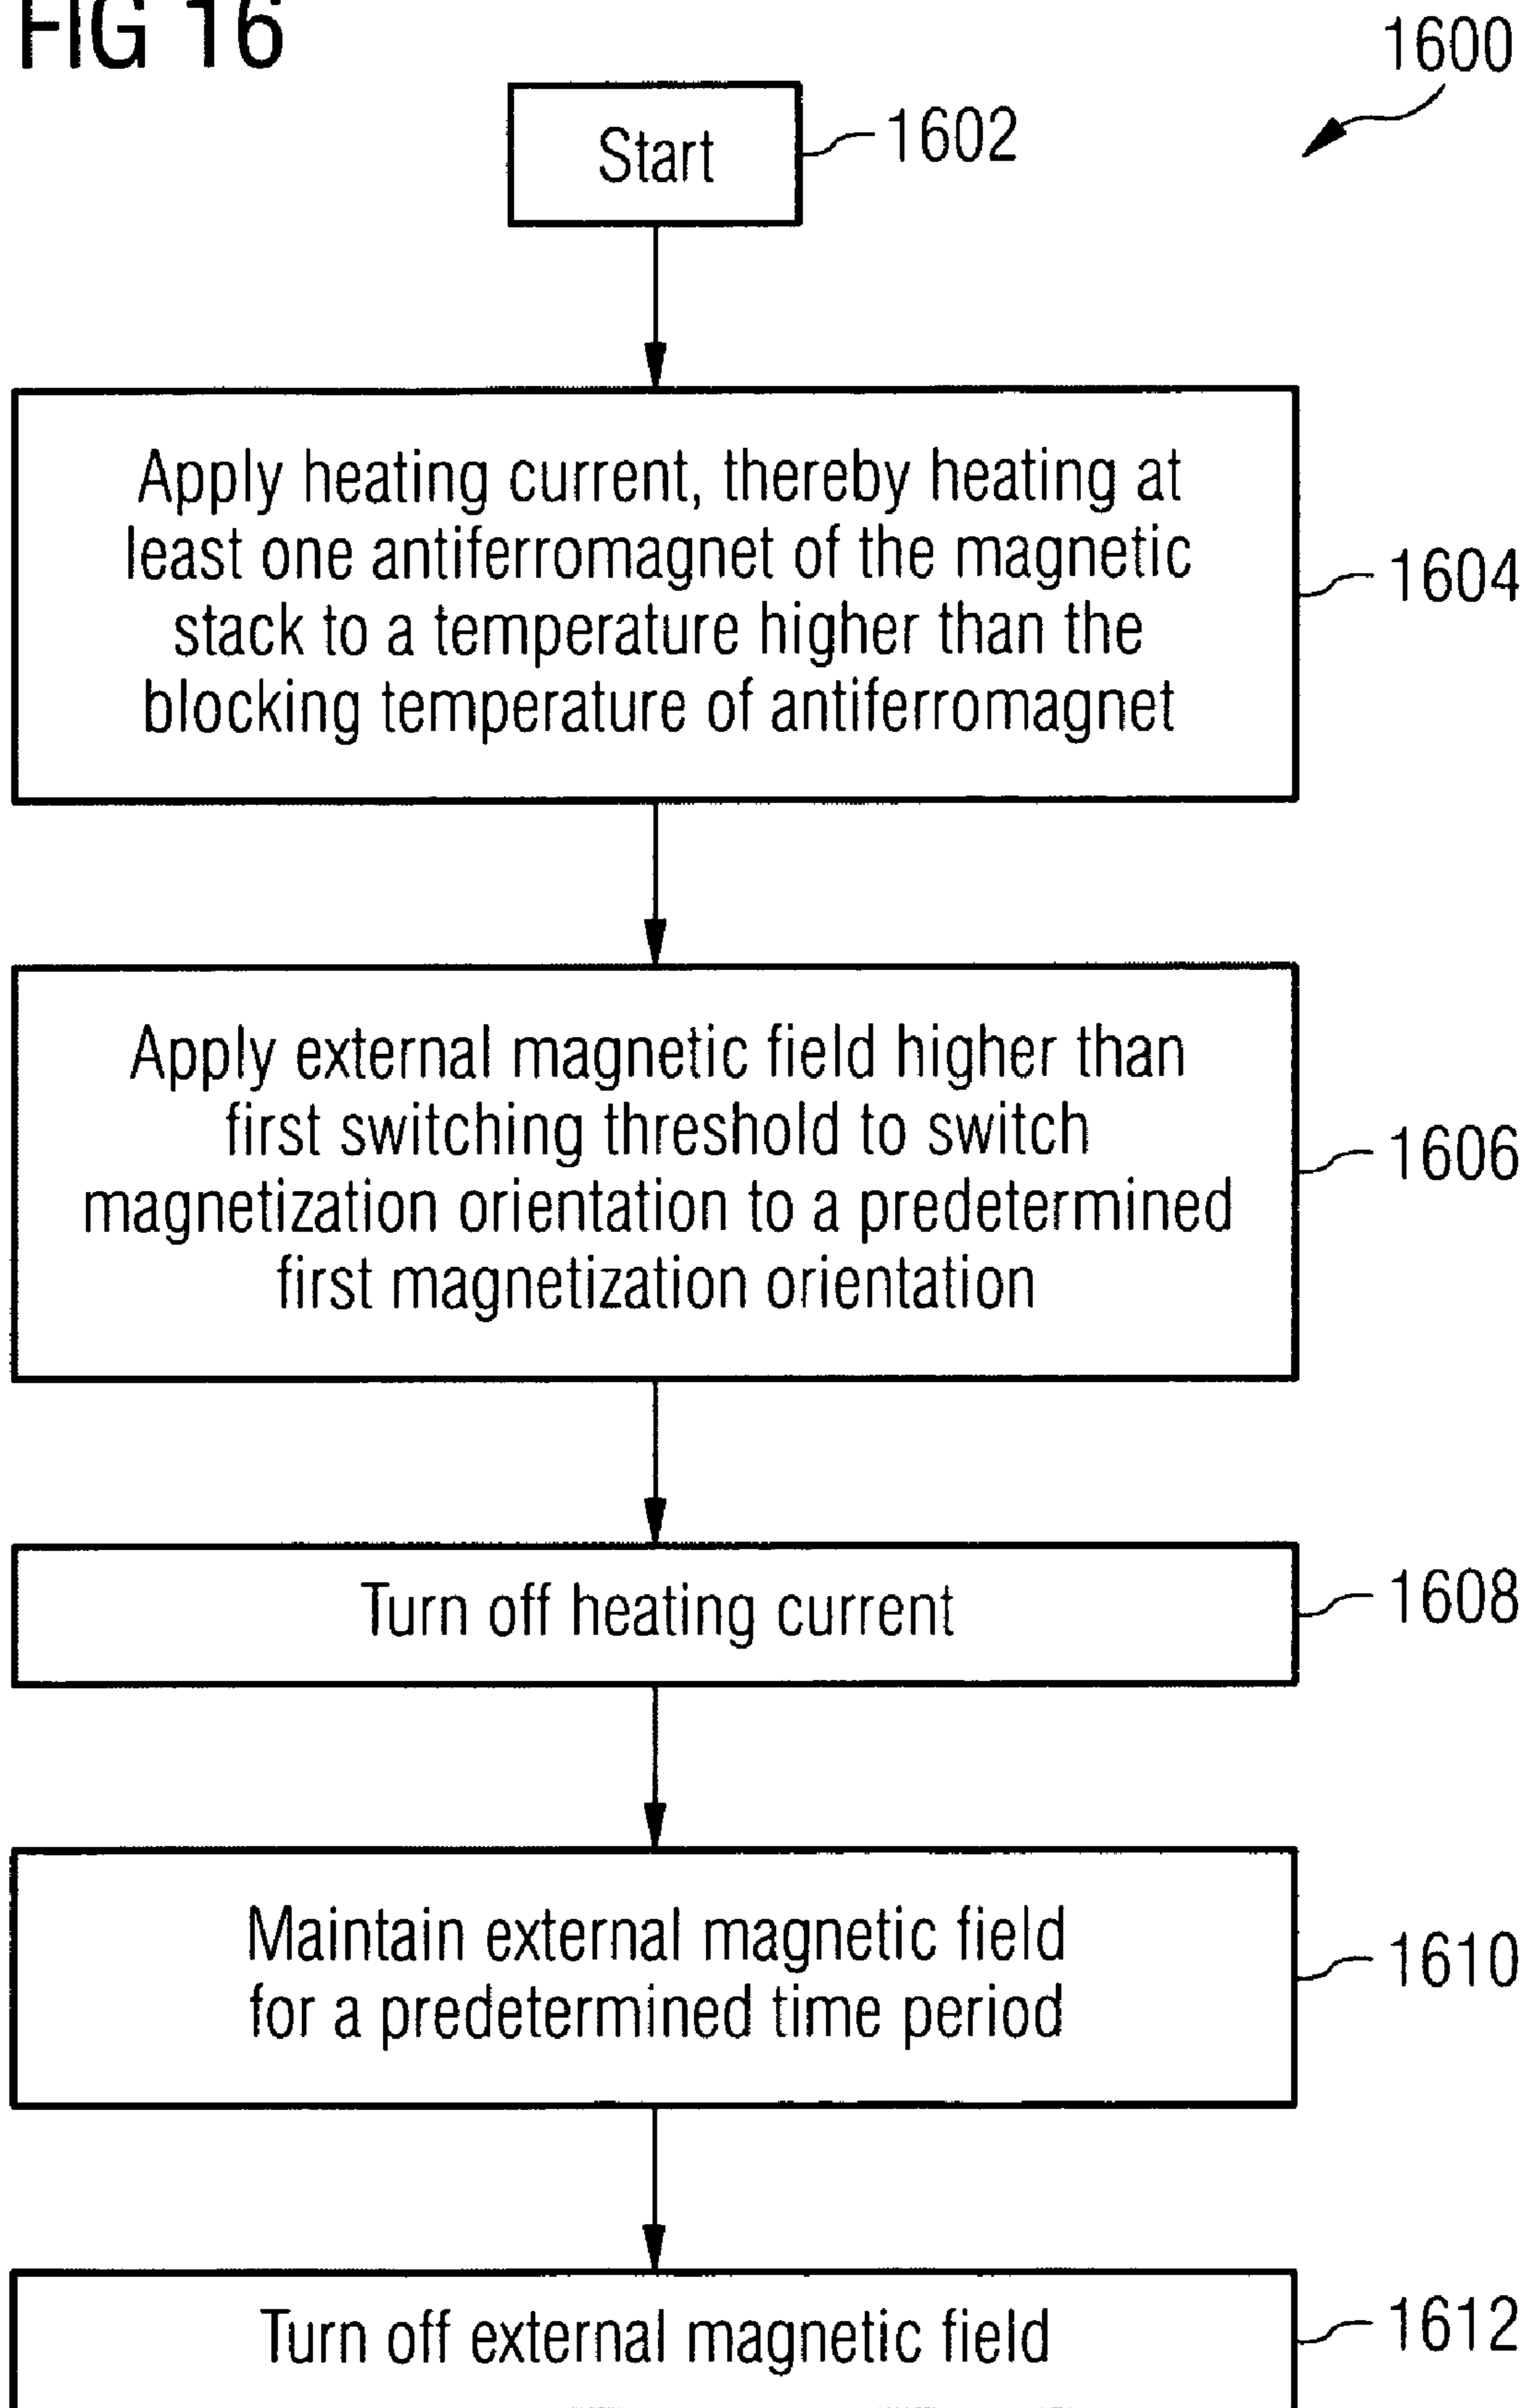 FIG 16
1600
Start
1602
Apply heating current, thereby heating at
least one antiferromagnet of the magnetic
stack to a temperature higher than the
blocking temperature of antiferromagnet
1604
Apply external magnetic field higher than
first switching threshold to switch
magnetization orientation to a predetermined
first magnetization orientation
1606
Turn off heating current
1608
Maintain external magnetic field
for a predetermined time period
1610
Turn off external magnetic field
1612